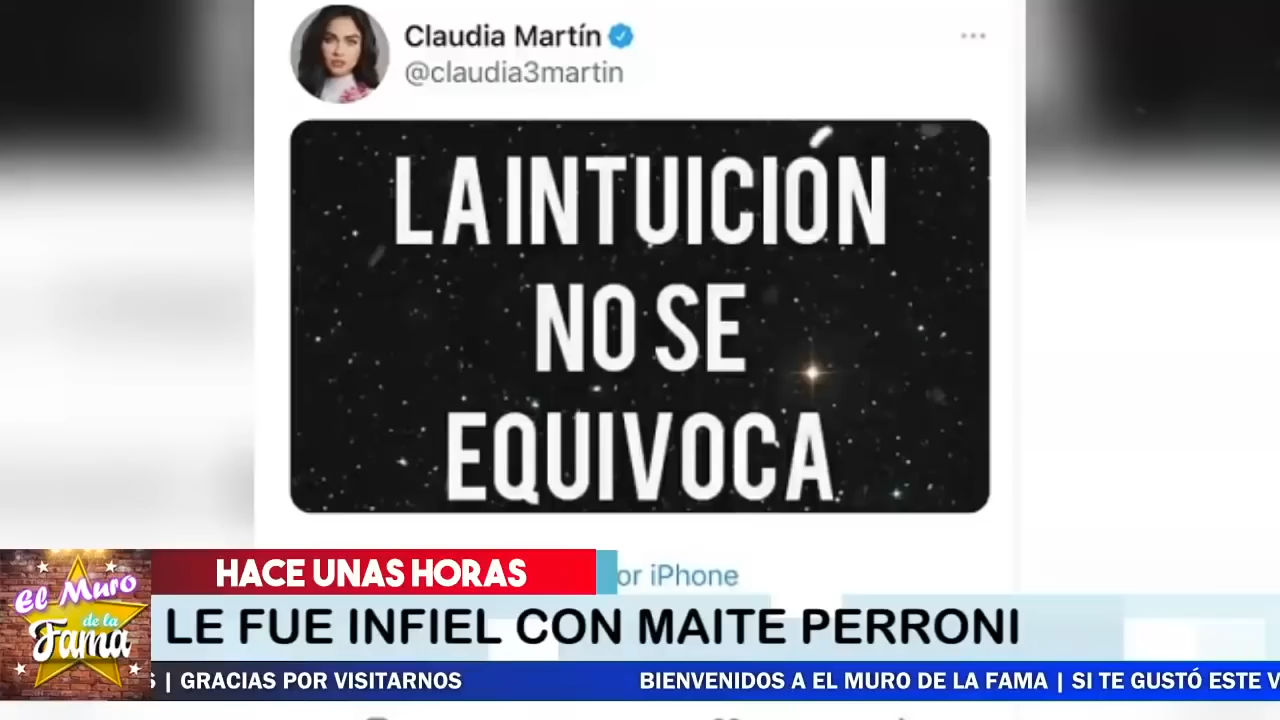 Claudia Martín
@claudia3martin
LA INTUICIÓN
NO SE
EQUIVOCA
or iPhone
HACE UNAS HORAS
LE FUE INFIEL CON MAITE PERRONI
El Muro
de la
Fama
S | GRACIAS POR VISITARNOS
BIENVENIDOS A EL MURO DE LA FAMA | SI TE GUSTÓ ESTE V